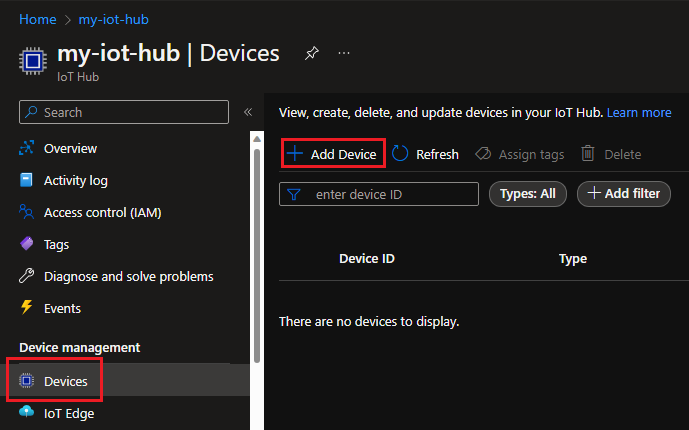 Home > my-iot-hub
my-iot-hub | Devices
IoT Hub
Search
Overview
Activity log
Access control (IAM)
Tags
Diagnose and solve problems
Events
Device management
Devices
IoT Edge
View, create, delete, and update devices in your IoT Hub. Learn more
Add Device Refresh Assign tags Delete
enter device ID Types: All Add filter
Device ID Type
There are no devices to display.